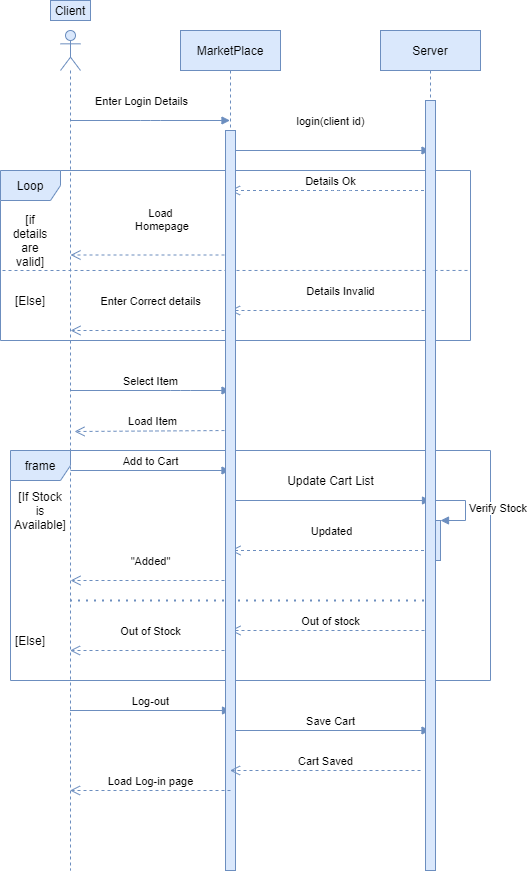 Client
MarketPlace
Server
Enter Login Details
login(client id)
Loop
Details Ok
[if
details
are
valid]
Load
Homepage
[Else]
Enter Correct details
Details Invalid
Select Item
Load Item
frame
Add to Cart
[If Stock
is
Available]
Update Cart List
Verify Stock
Updated
"Added"
Out of stock
[Else]
Out of Stock
Log-out
Save Cart
Cart Saved
Load Log-in page